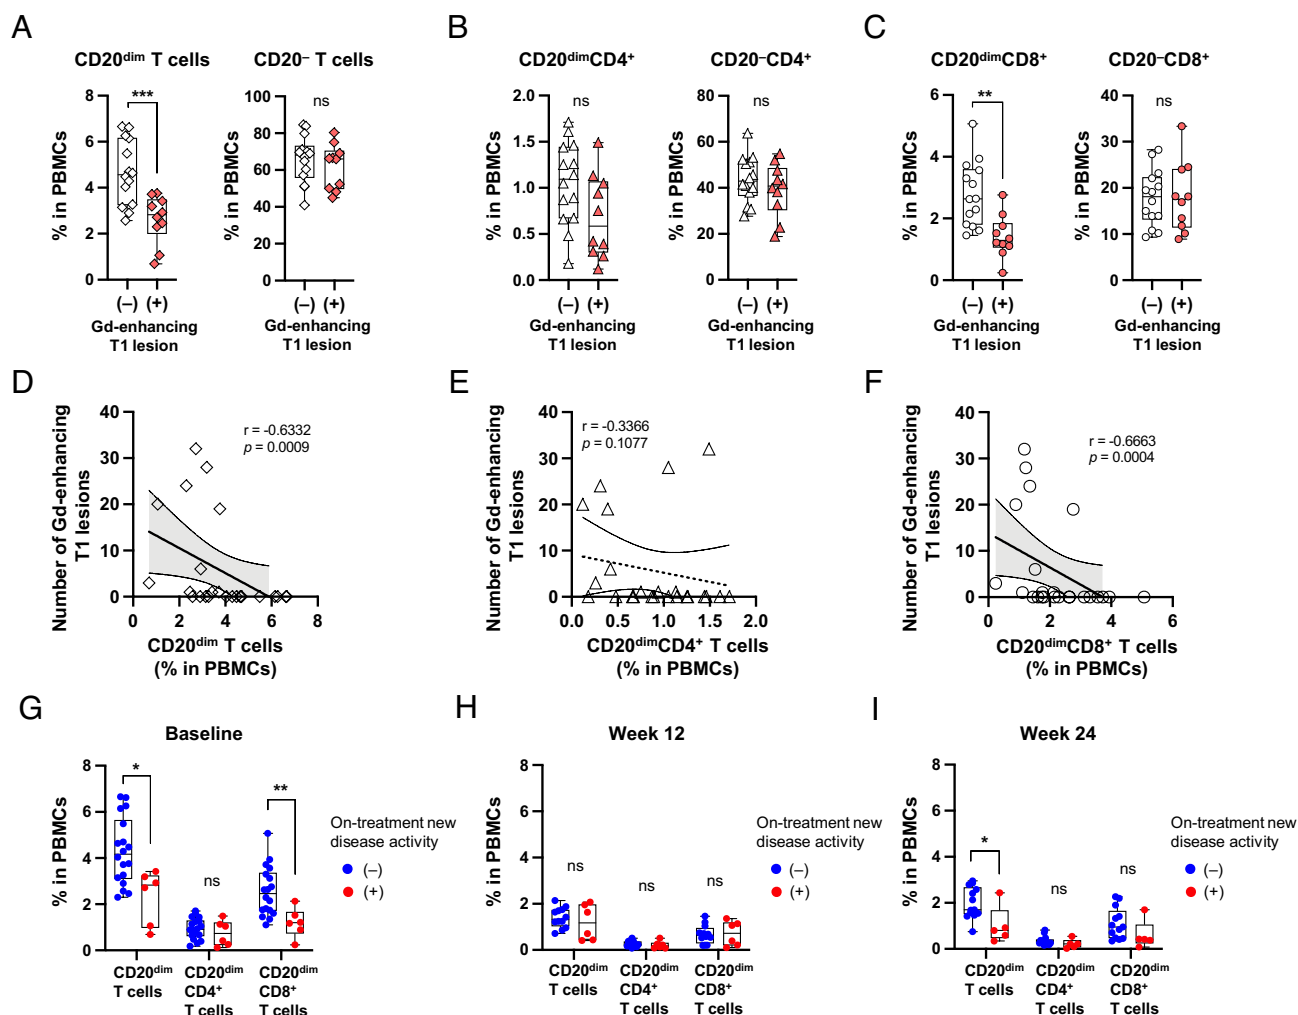 A
CD20dim T cells
CD20– T cells
% in PBMCs
8
6
4
2
0
***
(–) (+)
Gd-enhancing
T1 lesion
% in PBMCs
100
80
60
40
20
0
ns
(–) (+)
Gd-enhancing
T1 lesion
B
CD20dimCD4+
CD20–CD4+
% in PBMCs
2.0
1.5
1.0
0.5
0.0
ns
(–) (+)
Gd-enhancing
T1 lesion
% in PBMCs
80
60
40
20
0
ns
(–) (+)
Gd-enhancing
T1 lesion
C
CD20dimCD8+
CD20–CD8+
% in PBMCs
6
4
2
0
**
(–) (+)
Gd-enhancing
T1 lesion
% in PBMCs
40
30
20
10
0
ns
(–) (+)
Gd-enhancing
T1 lesion
D
Number of Gd-enhancing
T1 lesions
40
30
20
10
0
r = -0.6332
p = 0.0009
0 2 4 6 8
CD20dim T cells
(% in PBMCs)
E
Number of Gd-enhancing
T1 lesions
40
30
20
10
0
r = -0.3366
p = 0.1077
0.0 0.5 1.0 1.5 2.0
CD20dimCD4+ T cells
(% in PBMCs)
F
Number of Gd-enhancing
T1 lesions
40
30
20
10
0
r = -0.6663
p = 0.0004
0 2 4 6
CD20dimCD8+ T cells
(% in PBMCs)
G
Baseline
% in PBMCs
8
6
4
2
0
*
ns
**
CD20dim
T cells
CD20dim
CD4+
T cells
CD20dim
CD8+
T cells
On-treatment new
disease activity
(–)
(+)
H
Week 12
% in PBMCs
8
6
4
2
0
ns
ns
ns
CD20dim
T cells
CD20dim
CD4+
T cells
CD20dim
CD8+
T cells
On-treatment new
disease activity
(–)
(+)
I
Week 24
% in PBMCs
8
6
4
2
0
*
ns
ns
CD20dim
T cells
CD20dim
CD4+
T cells
CD20dim
CD8+
T cells
On-treatment new
disease activity
(–)
(+)